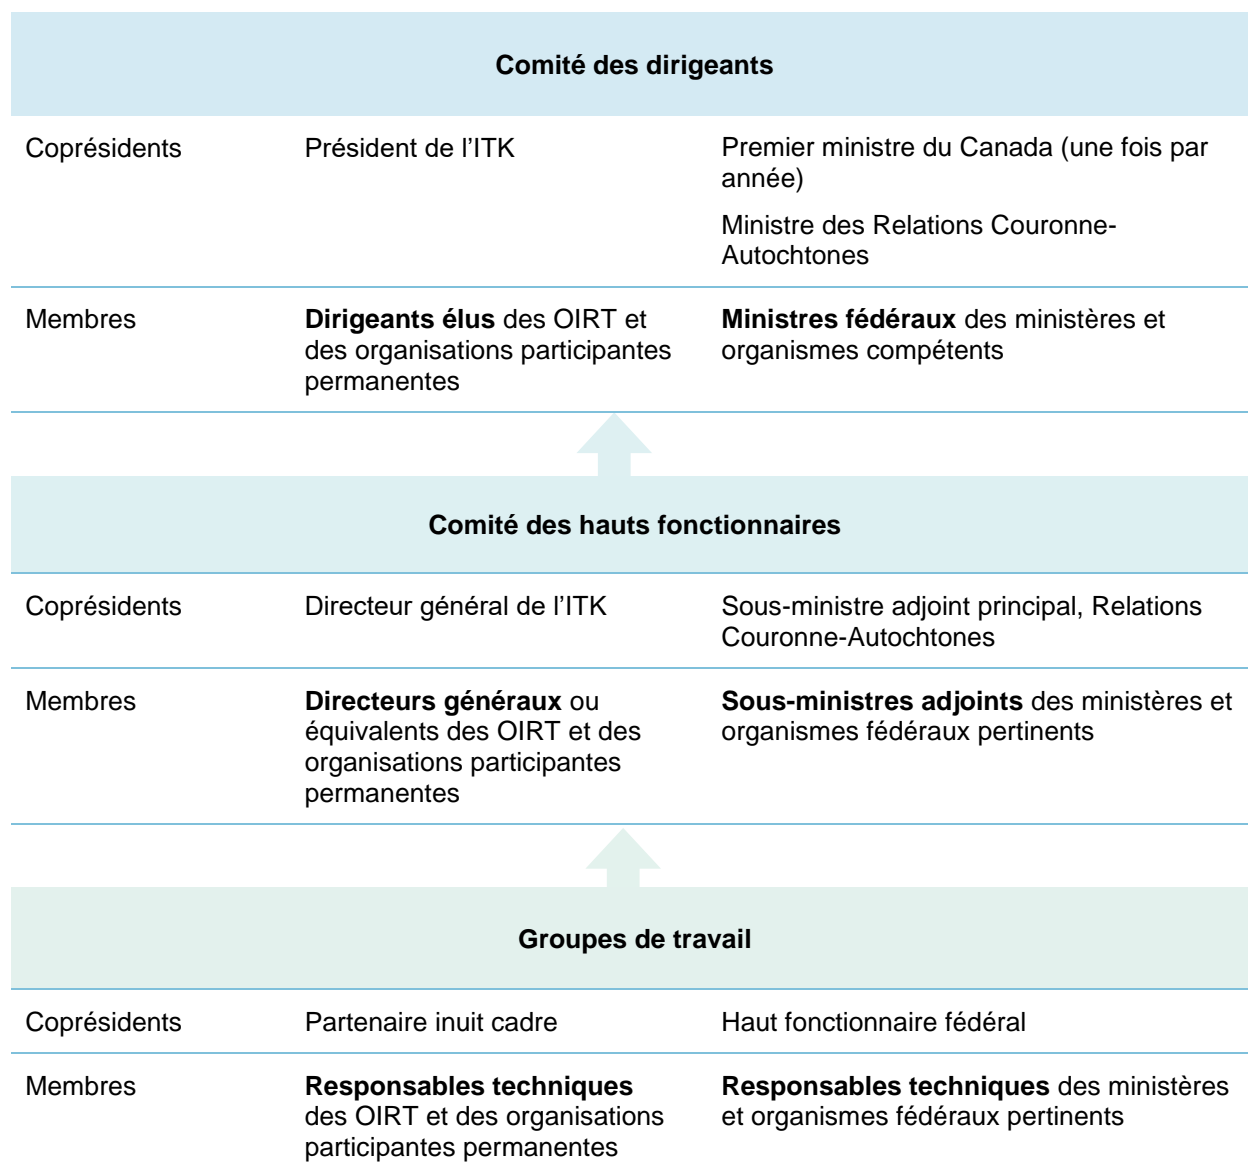 Comité des dirigeants
Coprésidents
Président de l’ITK
Premier ministre du Canada (une fois par
année)
Ministre des Relations Couronne-
Autochtones
Membres
Dirigeants élus des OIRT et
des organisations participantes
permanentes
Ministres fédéraux des ministères et
organismes compétents
Comité des hauts fonctionnaires
Coprésidents
Directeur général de l’ITK
Sous-ministre adjoint principal, Relations
Couronne-Autochtones
Membres
Directeurs généraux ou
équivalents des OIRT et des
organisations participantes
permanentes
Sous-ministres adjoints des ministères et
organismes fédéraux pertinents
Groupes de travail
Coprésidents
Partenaire inuit cadre
Haut fonctionnaire fédéral
Membres
Responsables techniques
des OIRT et des organisations
participantes permanentes
Responsables techniques des ministères
et organismes fédéraux pertinents